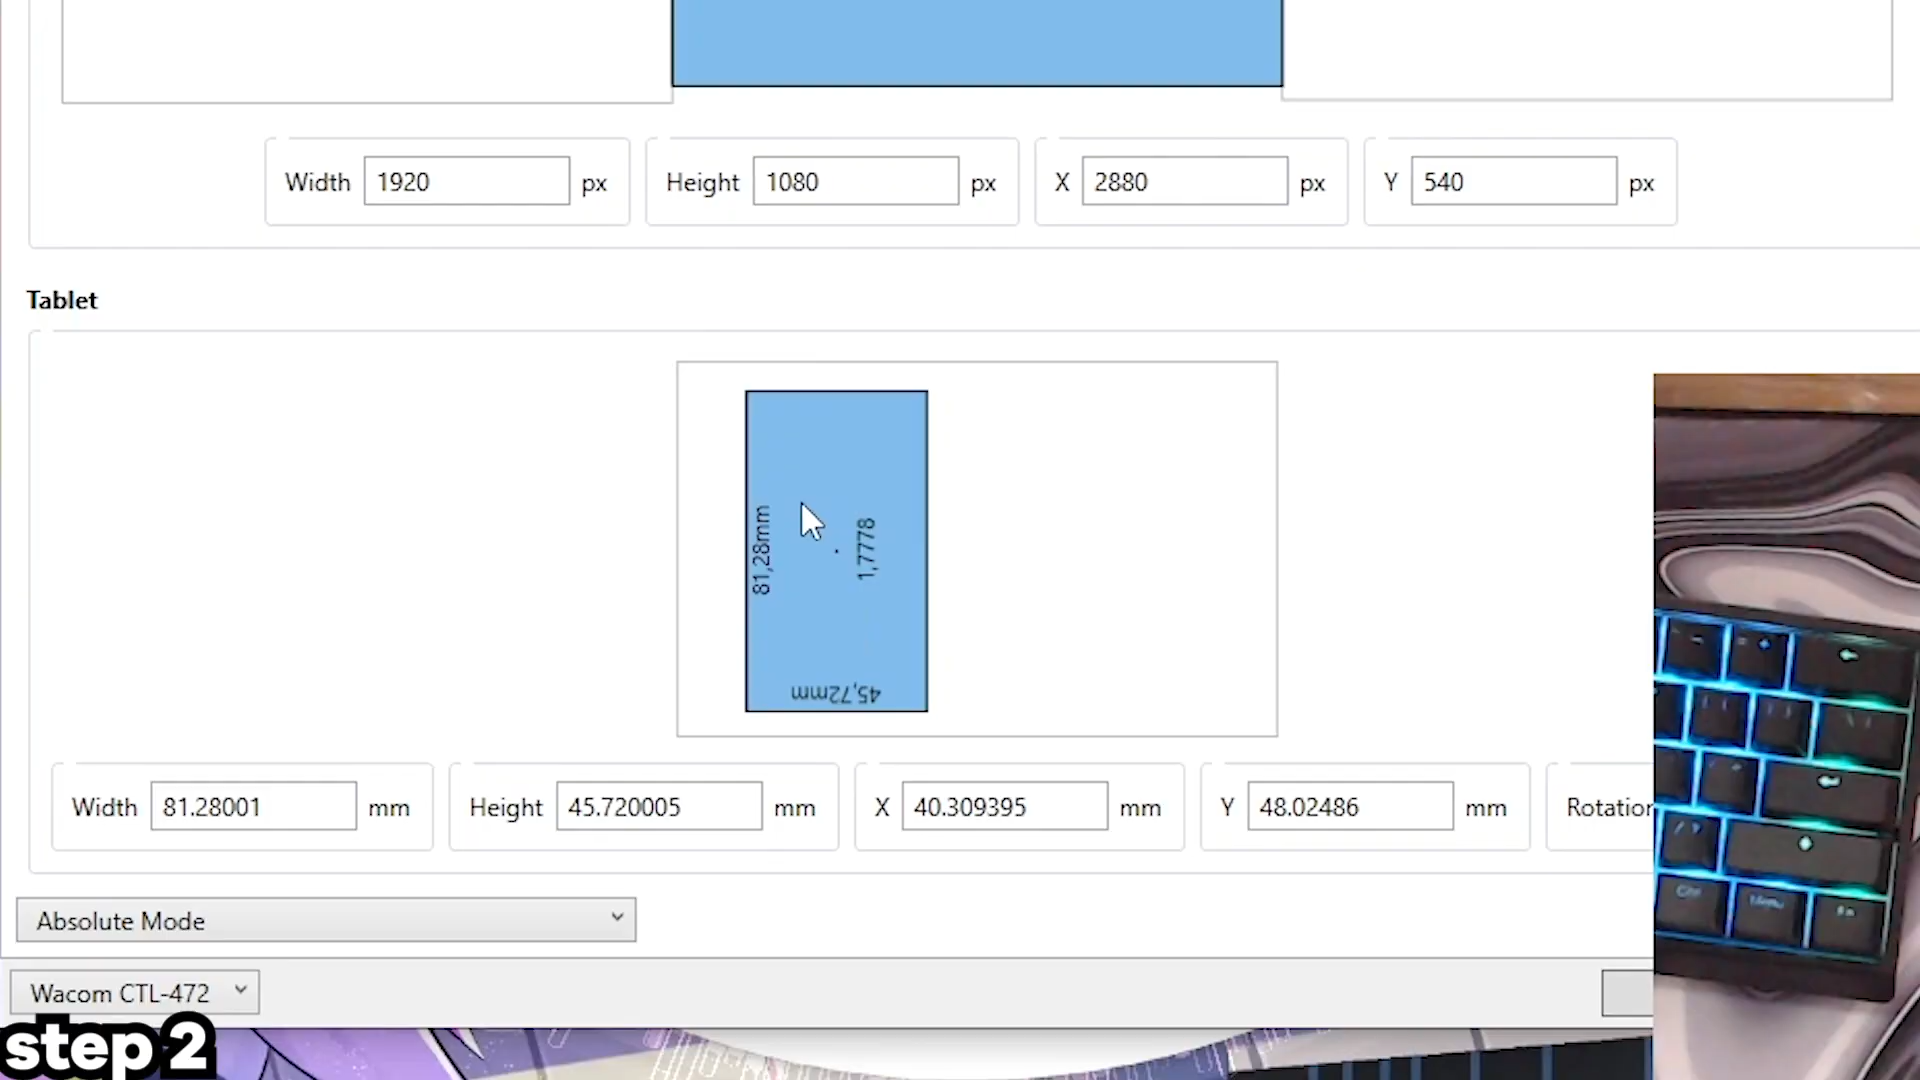 Width 1920 px Height 1080 px X 2880 px Y 540 px
Tablet
81,28mm
1,7778
45,72mm
Width 81.28001 mm Height 45.720005 mm X 40.309395 mm Y 48.02486 mm Rotation
Absolute Mode
Wacom CTL-472
step 2